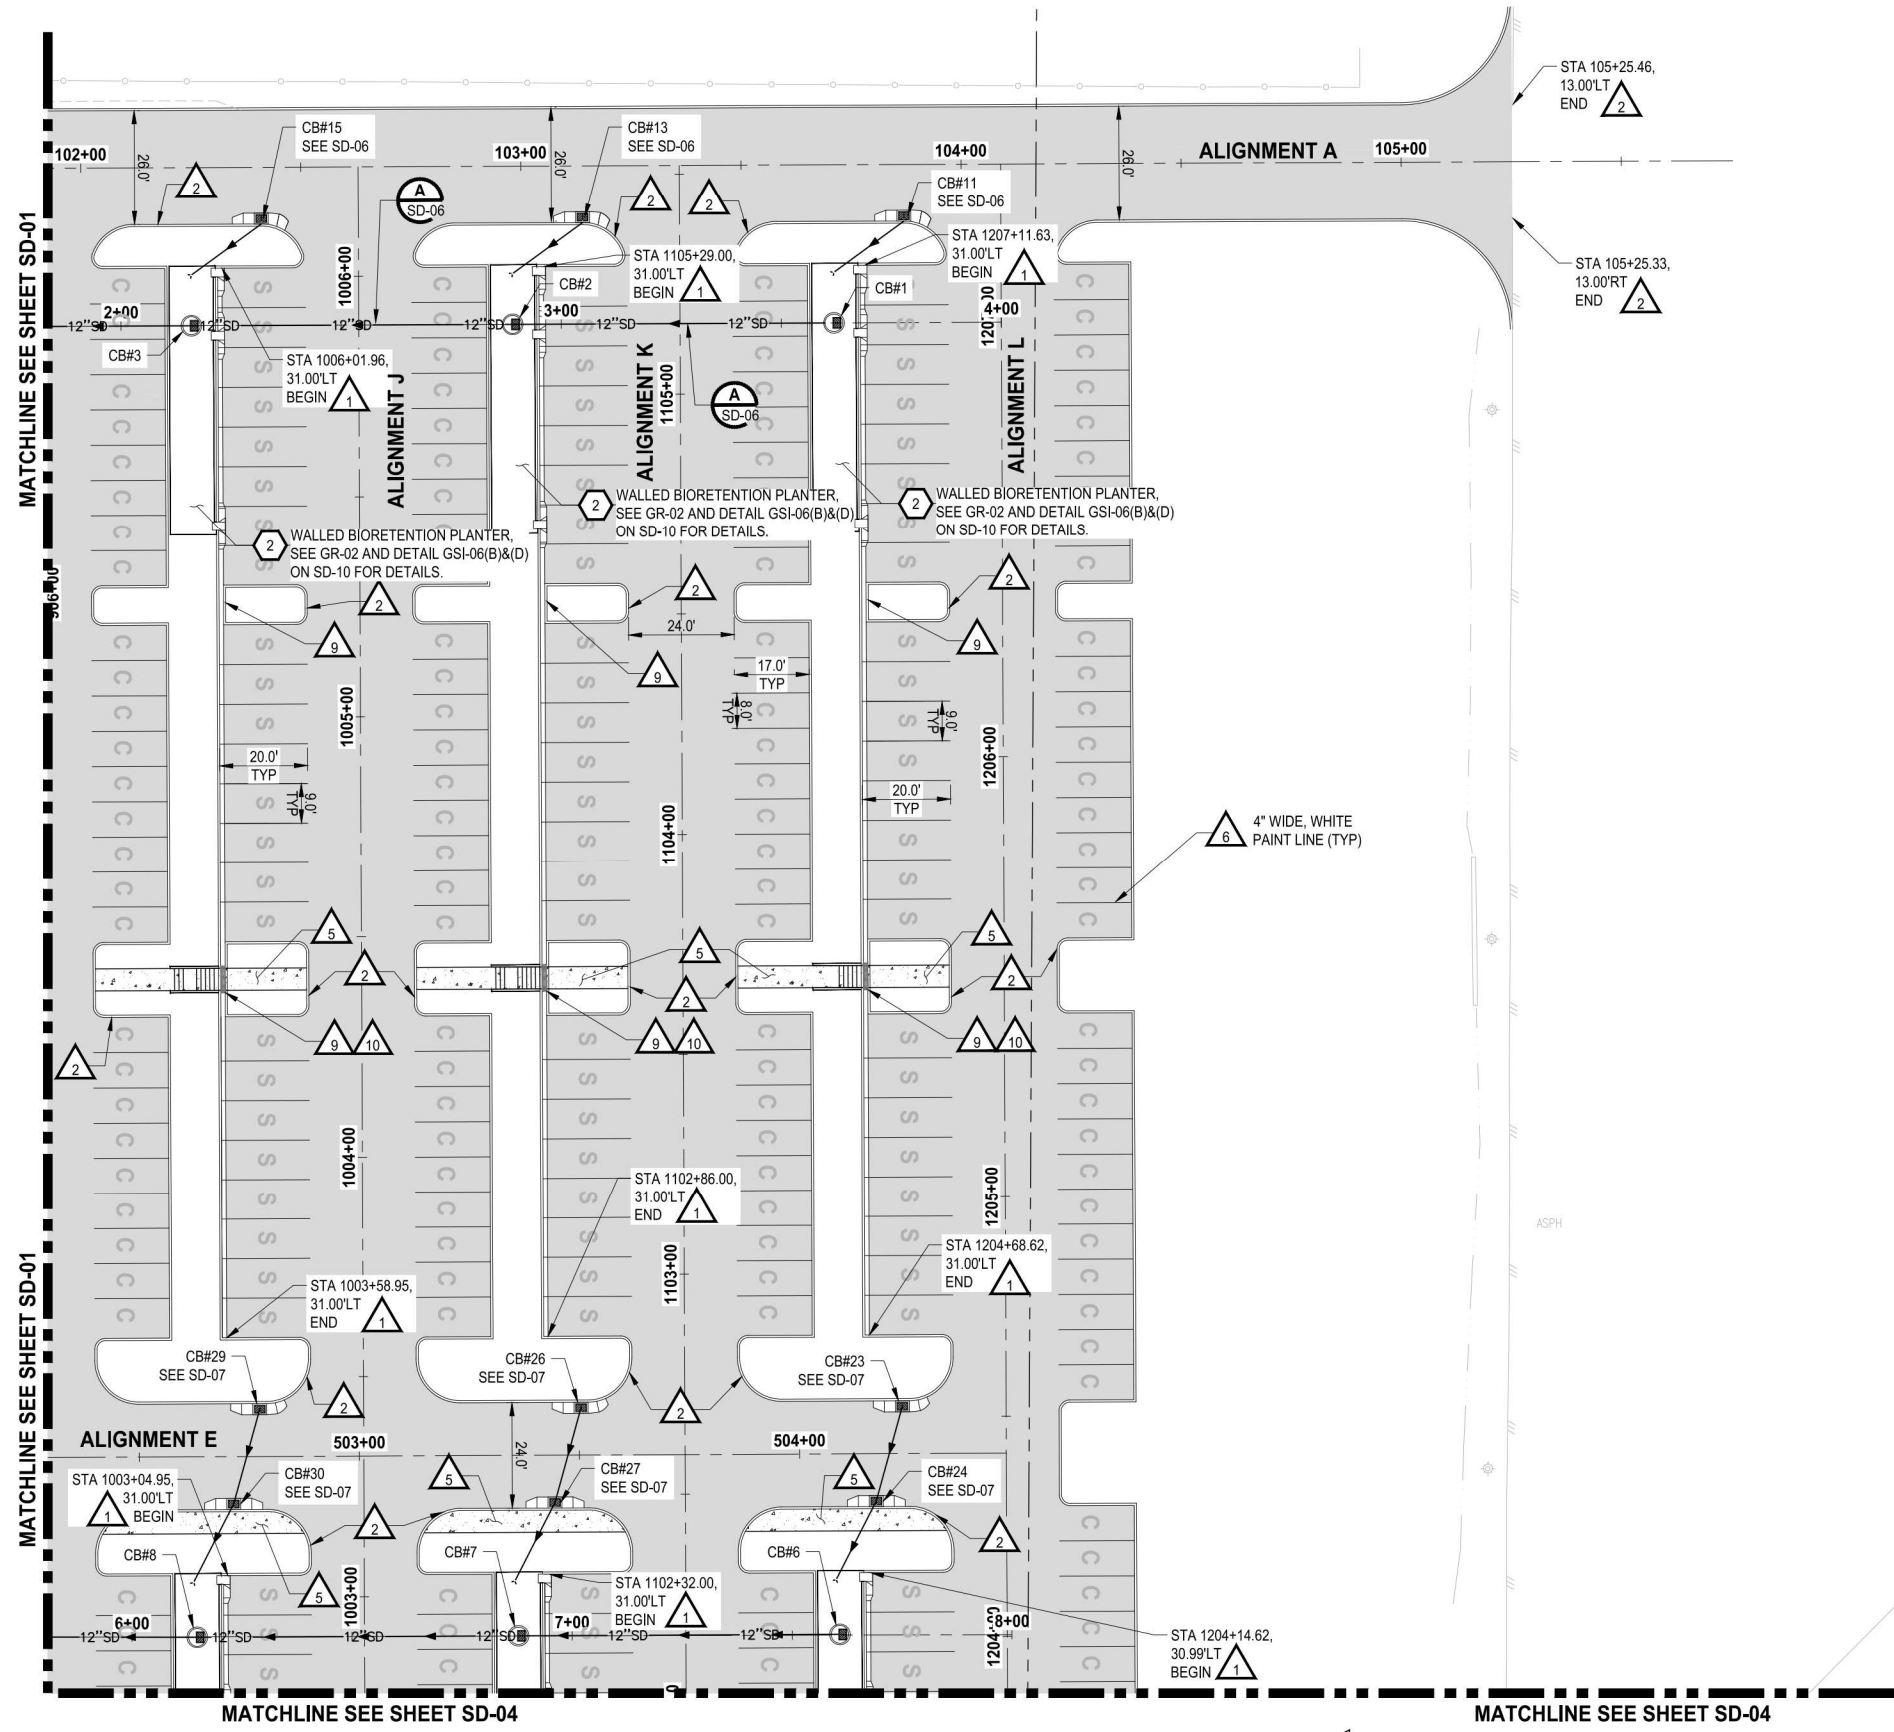 STA 105+25.46,
13.00'LT
END 2
CB#15
SEE SD-06
CB#13
SEE SD-06
102+00
103+00
104+00
ALIGNMENT A
105+00
26.0'
26.0'
26.0'
2
A
SD-06
2
2
CB#11
SEE SD-06
STA 1207+11.63,
31.00'LT
BEGIN 1
STA 1105+29.00,
31.00'LT
BEGIN 1
STA 105+25.33,
13.00'RT
END 2
MATCHLINE SEE SHEET SD-01
1006+00
CB#2
CB#1
2+00
3+00
4+00
12"SD
12"SD
12"SD
12"SD
12"SD
12"SD
CB#3
STA 1006+01.96,
31.00'LT
BEGIN 1
ALIGNMENT J
ALIGNMENT K
1105+00
ALIGNMENT L
A
SD-06
2 WALLED BIORETENTION PLANTER,
SEE GR-02 AND DETAIL GSI-06(B)&(D)
ON SD-10 FOR DETAILS.
2 WALLED BIORETENTION PLANTER,
SEE GR-02 AND DETAIL GSI-06(B)&(D)
ON SD-10 FOR DETAILS.
2 WALLED BIORETENTION PLANTER,
SEE GR-02 AND DETAIL GSI-06(B)&(D)
ON SD-10 FOR DETAILS.
2
2
2
24.0'
9
9
9
17.0'
TYP
8.0'
TYP
9.0'
TYP
1005+00
1206+00
20.0'
TYP
9.0'
TYP
20.0'
TYP
1104+00
6 4" WIDE, WHITE
PAINT LINE (TYP)
5
5
5
2
2
2
9 10
9 10
9 10
2
1004+00
STA 1102+86.00,
31.00'LT
END 1
1205+00
ASPH
STA 1204+68.62,
31.00'LT
END 1
1103+00
STA 1003+58.95,
31.00'LT
END 1
MATCHLINE SEE SHEET SD-01
CB#29
SEE SD-07
CB#26
SEE SD-07
CB#23
SEE SD-07
2
2
ALIGNMENT E
503+00
504+00
24.0'
STA 1003+04.95,
31.00'LT
1 BEGIN
CB#30
SEE SD-07
5
CB#27
SEE SD-07
5
CB#24
SEE SD-07
2
2
CB#8
CB#7
CB#6
5
1003+00
STA 1102+32.00,
31.00'LT
BEGIN 1
6+00
7+00
8+00
12"SD
12"SD
12"SD
12"SD
12"SD
12"SD
STA 1204+14.62,
30.99'LT
BEGIN 1
MATCHLINE SEE SHEET SD-04
MATCHLINE SEE SHEET SD-04